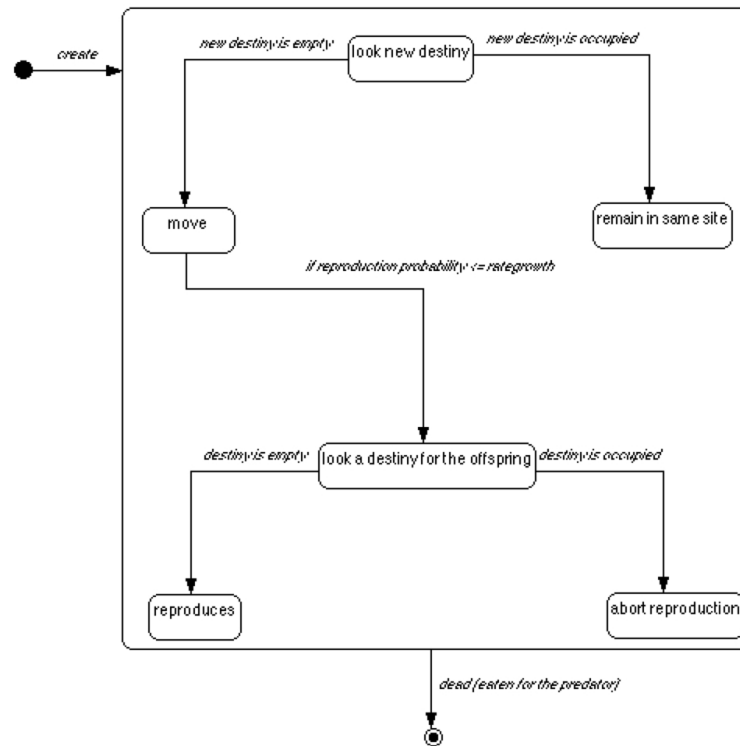 new destiny is empty
look new destiny
new destiny is occupied
create
move
remain in same site
if reproduction probability <= rategrowth
destiny is empty
look a destiny for the offspring
destiny is occupied
reproduces
abort reproduction
dead (eaten for the predator)